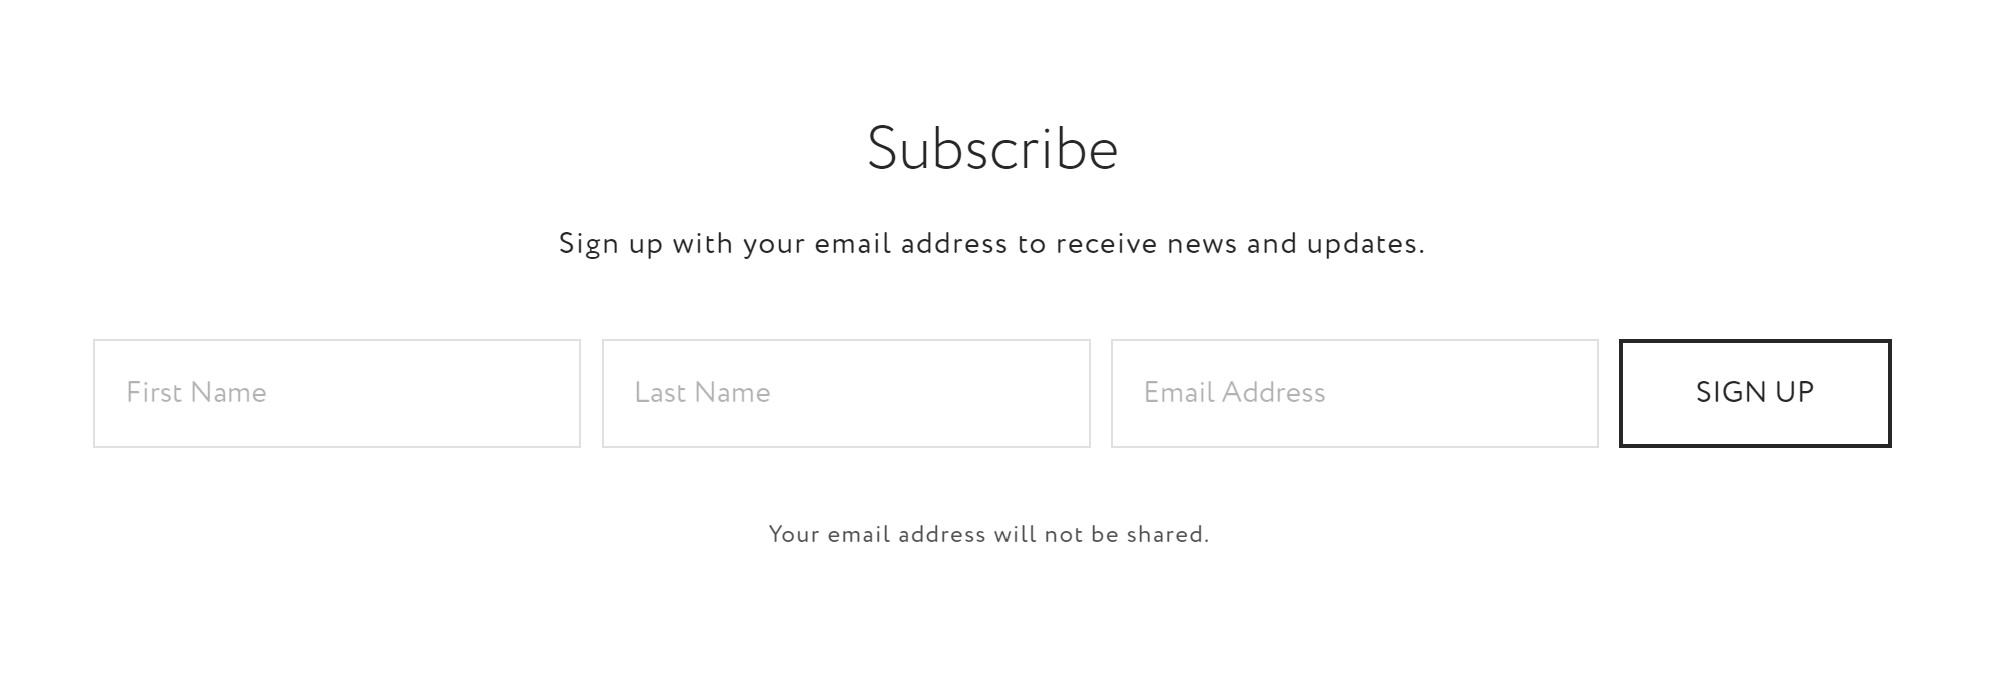 Subscribe
Sign up with your email address to receive news and updates.
First Name
Last Name
Email Address
SIGN UP
Your email address will not be shared.